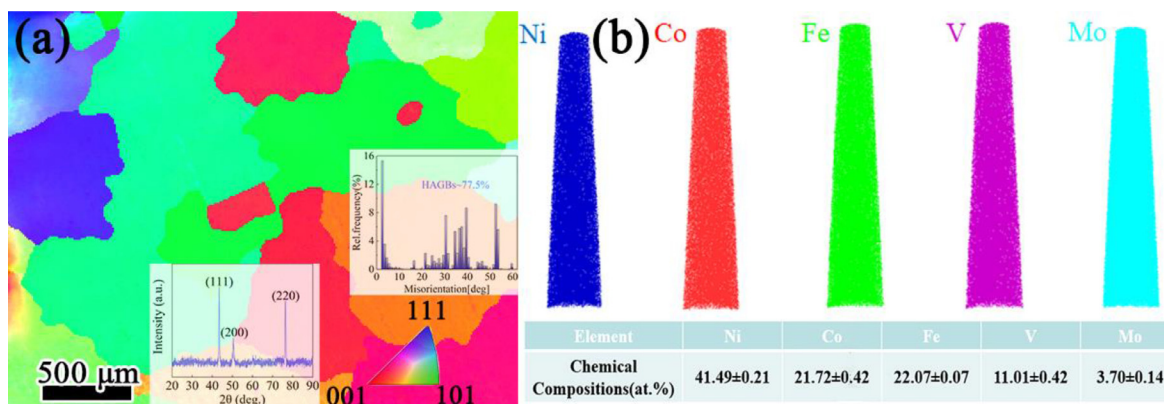 (a)
16
12
8
4
0
Rel.frequency(%)
HAGBs~77.5%
0 10 20 30 40 50 60
Misorientation[deg]
Intensity (a.u.)
(111)
(200)
(220)
20 30 40 50 60 70 80 90
2θ (deg.)
111
001 101
500 μm
(b)
Ni Co Fe V Mo
Element Ni Co Fe V Mo
Chemical
Compositions(at.%) 41.49±0.21 21.72±0.42 22.07±0.07 11.01±0.42 3.70±0.14